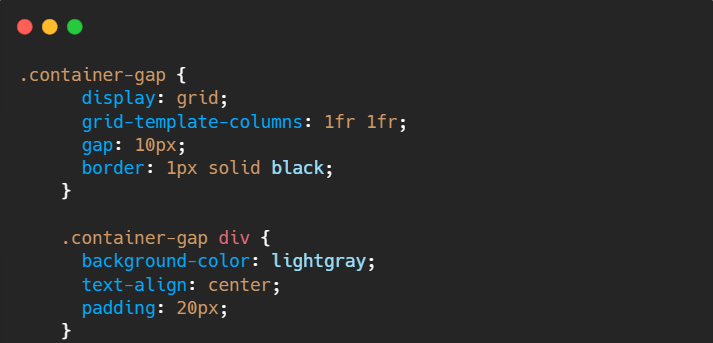 .container-gap {
      display: grid;
      grid-template-columns: 1fr 1fr;
      gap: 10px;
      border: 1px solid black;
    }

    .container-gap div {
      background-color: lightgray;
      text-align: center;
      padding: 20px;
    }